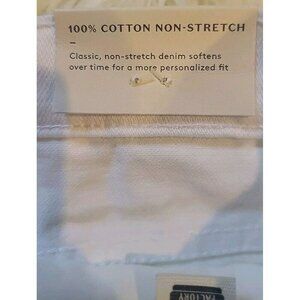 100% COTTON NON-STRETCH
Classic, non-stretch denim softens
over time for a more personalized fit
FACTORY